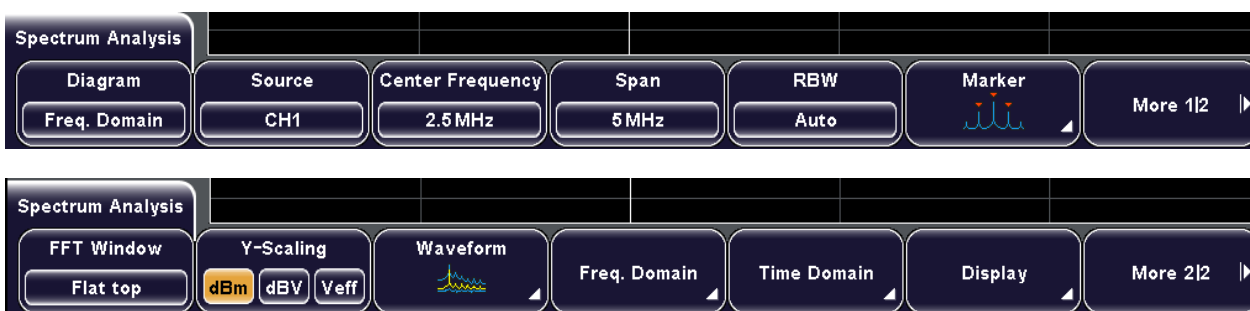 Spectrum Analysis
Diagram Source Center Frequency Span RBW Marker
More 1|2
Freq. Domain CH1 2.5 MHz 5 MHz Auto
Spectrum Analysis
FFT Window Y-Scaling Waveform
Freq. Domain Time Domain Display More 2|2
Flat top dBm dBV Veff